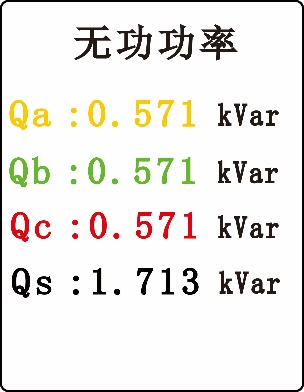 无功功率
Qa :0.571 kVar
Qb :0.571 kVar
Qc :0.571 kVar
Qs :1.713 kVar